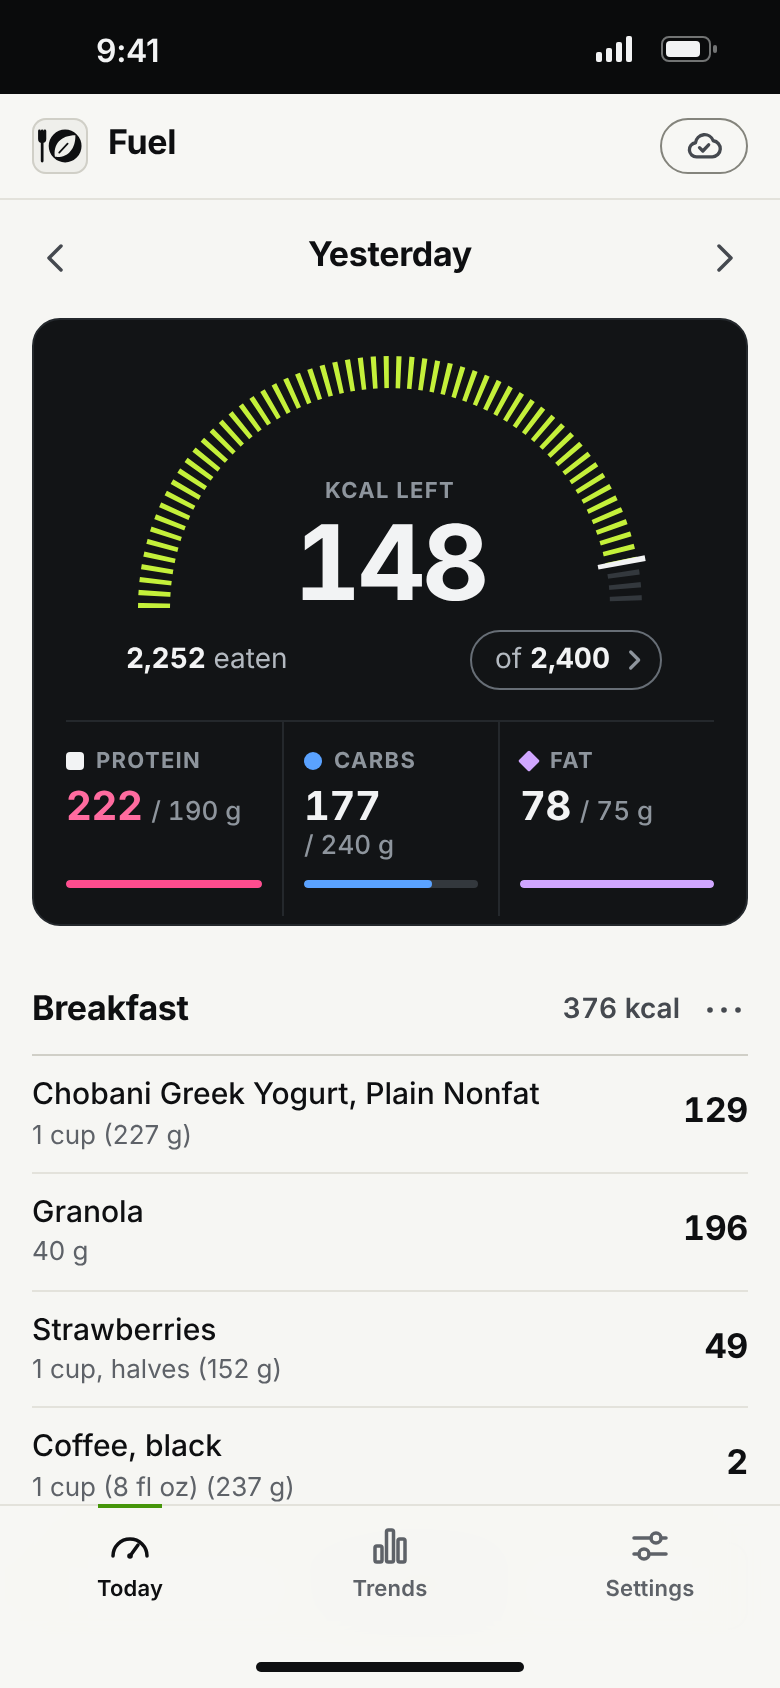 9:41
Fuel
Yesterday
KCAL LEFT
148
2,252 eaten
of 2,400
PROTEIN
222 / 190 g
CARBS
177
/ 240 g
FAT
78 / 75 g
Breakfast
376 kcal
Chobani Greek Yogurt, Plain Nonfat
1 cup (227 g)
129
Granola
40 g
196
Strawberries
1 cup, halves (152 g)
49
Coffee, black
1 cup (8 fl oz) (237 g)
2
Today
Trends
Settings